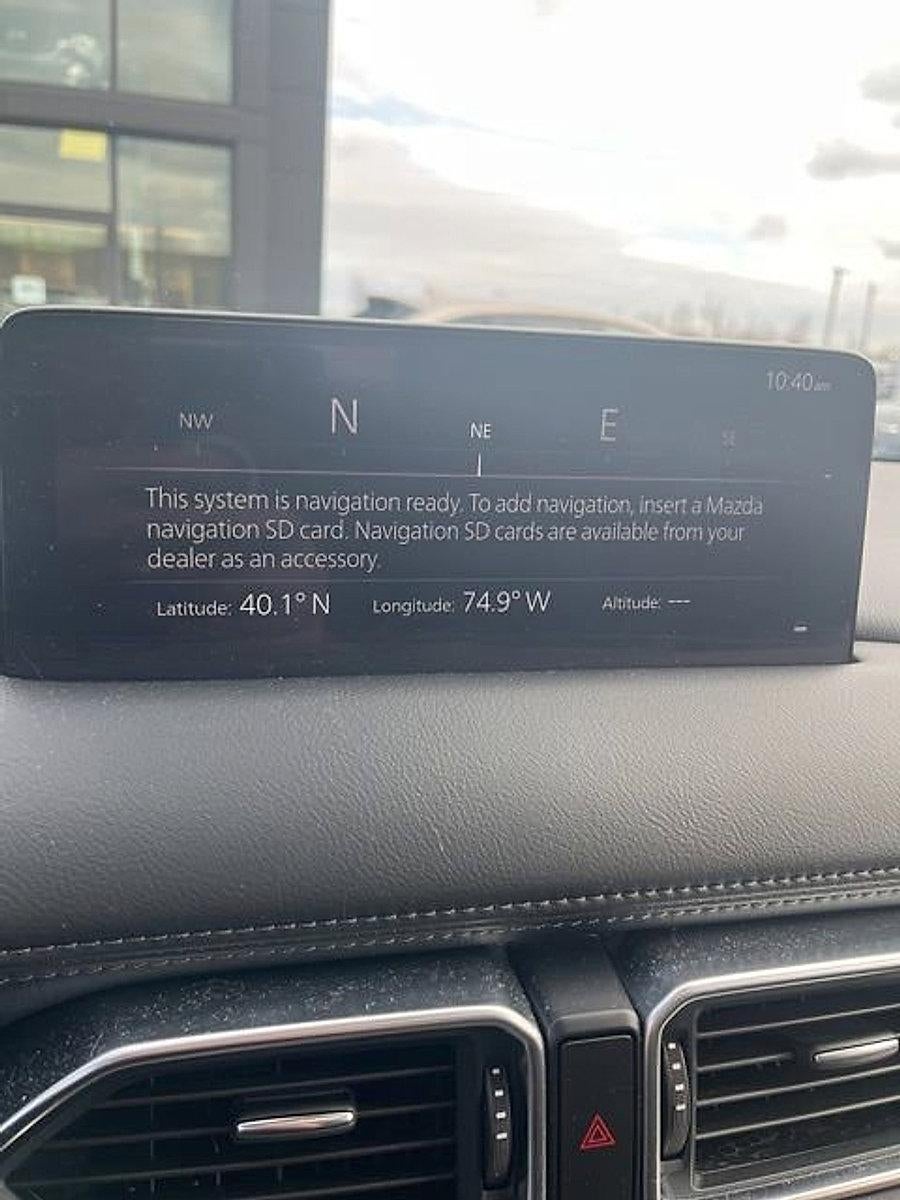 10:40am
NW N NE E SE
This system is navigation ready. To add navigation, insert a Mazda
navigation SD card. Navigation SD cards are available from your
dealer as an accessory.
Latitude: 40.1° N Longitude: 74.9° W Altitude: ---